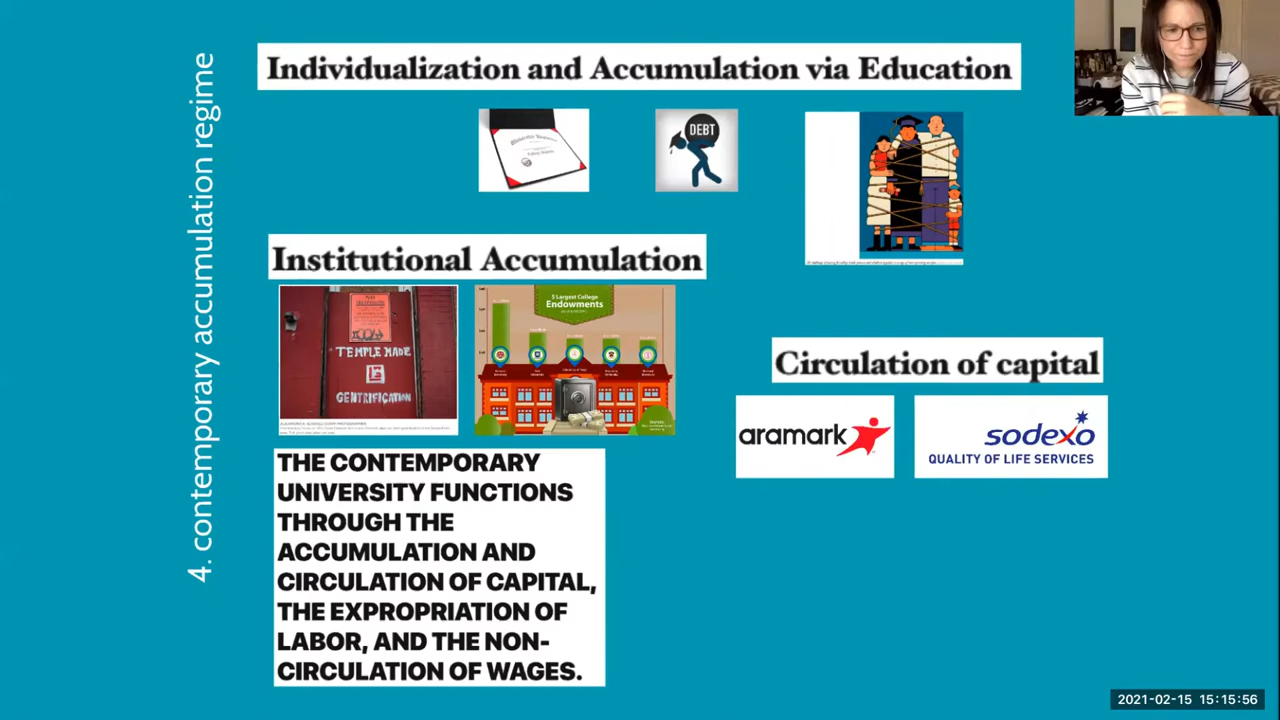 4. contemporary accumulation regime
Individualization and Accumulation via Education
DEBT
Institutional Accumulation
TEMPLE MADE
GENTRIFICATION
5 Largest College
Endowments
Circulation of capital
aramark
sodexo
QUALITY OF LIFE SERVICES
THE CONTEMPORARY
UNIVERSITY FUNCTIONS
THROUGH THE
ACCUMULATION AND
CIRCULATION OF CAPITAL,
THE EXPROPRIATION OF
LABOR, AND THE NON-
CIRCULATION OF WAGES.
2021-02-15 15:15:56